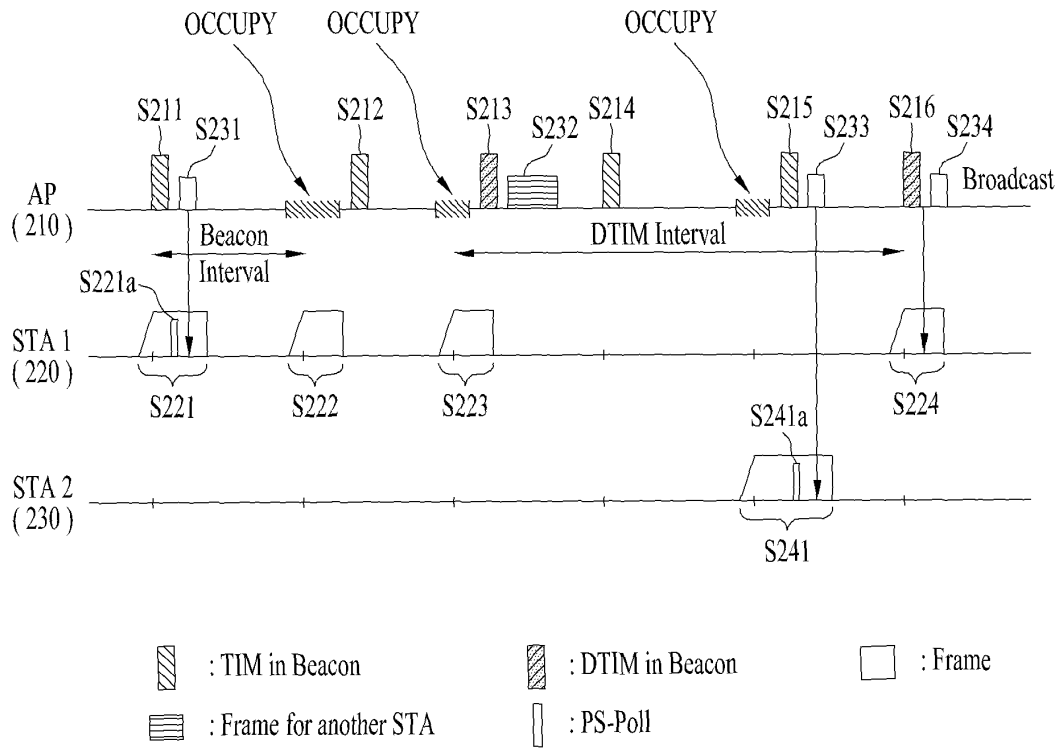 OCCUPY
OCCUPY
OCCUPY
S211
S231
S212
S213
S232
S214
S215
S233
S216
S234
AP
( 210 )
Broadcast
Beacon
Interval
DTIM Interval
S221a
STA 1
( 220 )
S221
S222
S223
S224
S241a
STA 2
( 230 )
S241
: TIM in Beacon
: DTIM in Beacon
: Frame
: Frame for another STA
: PS-Poll